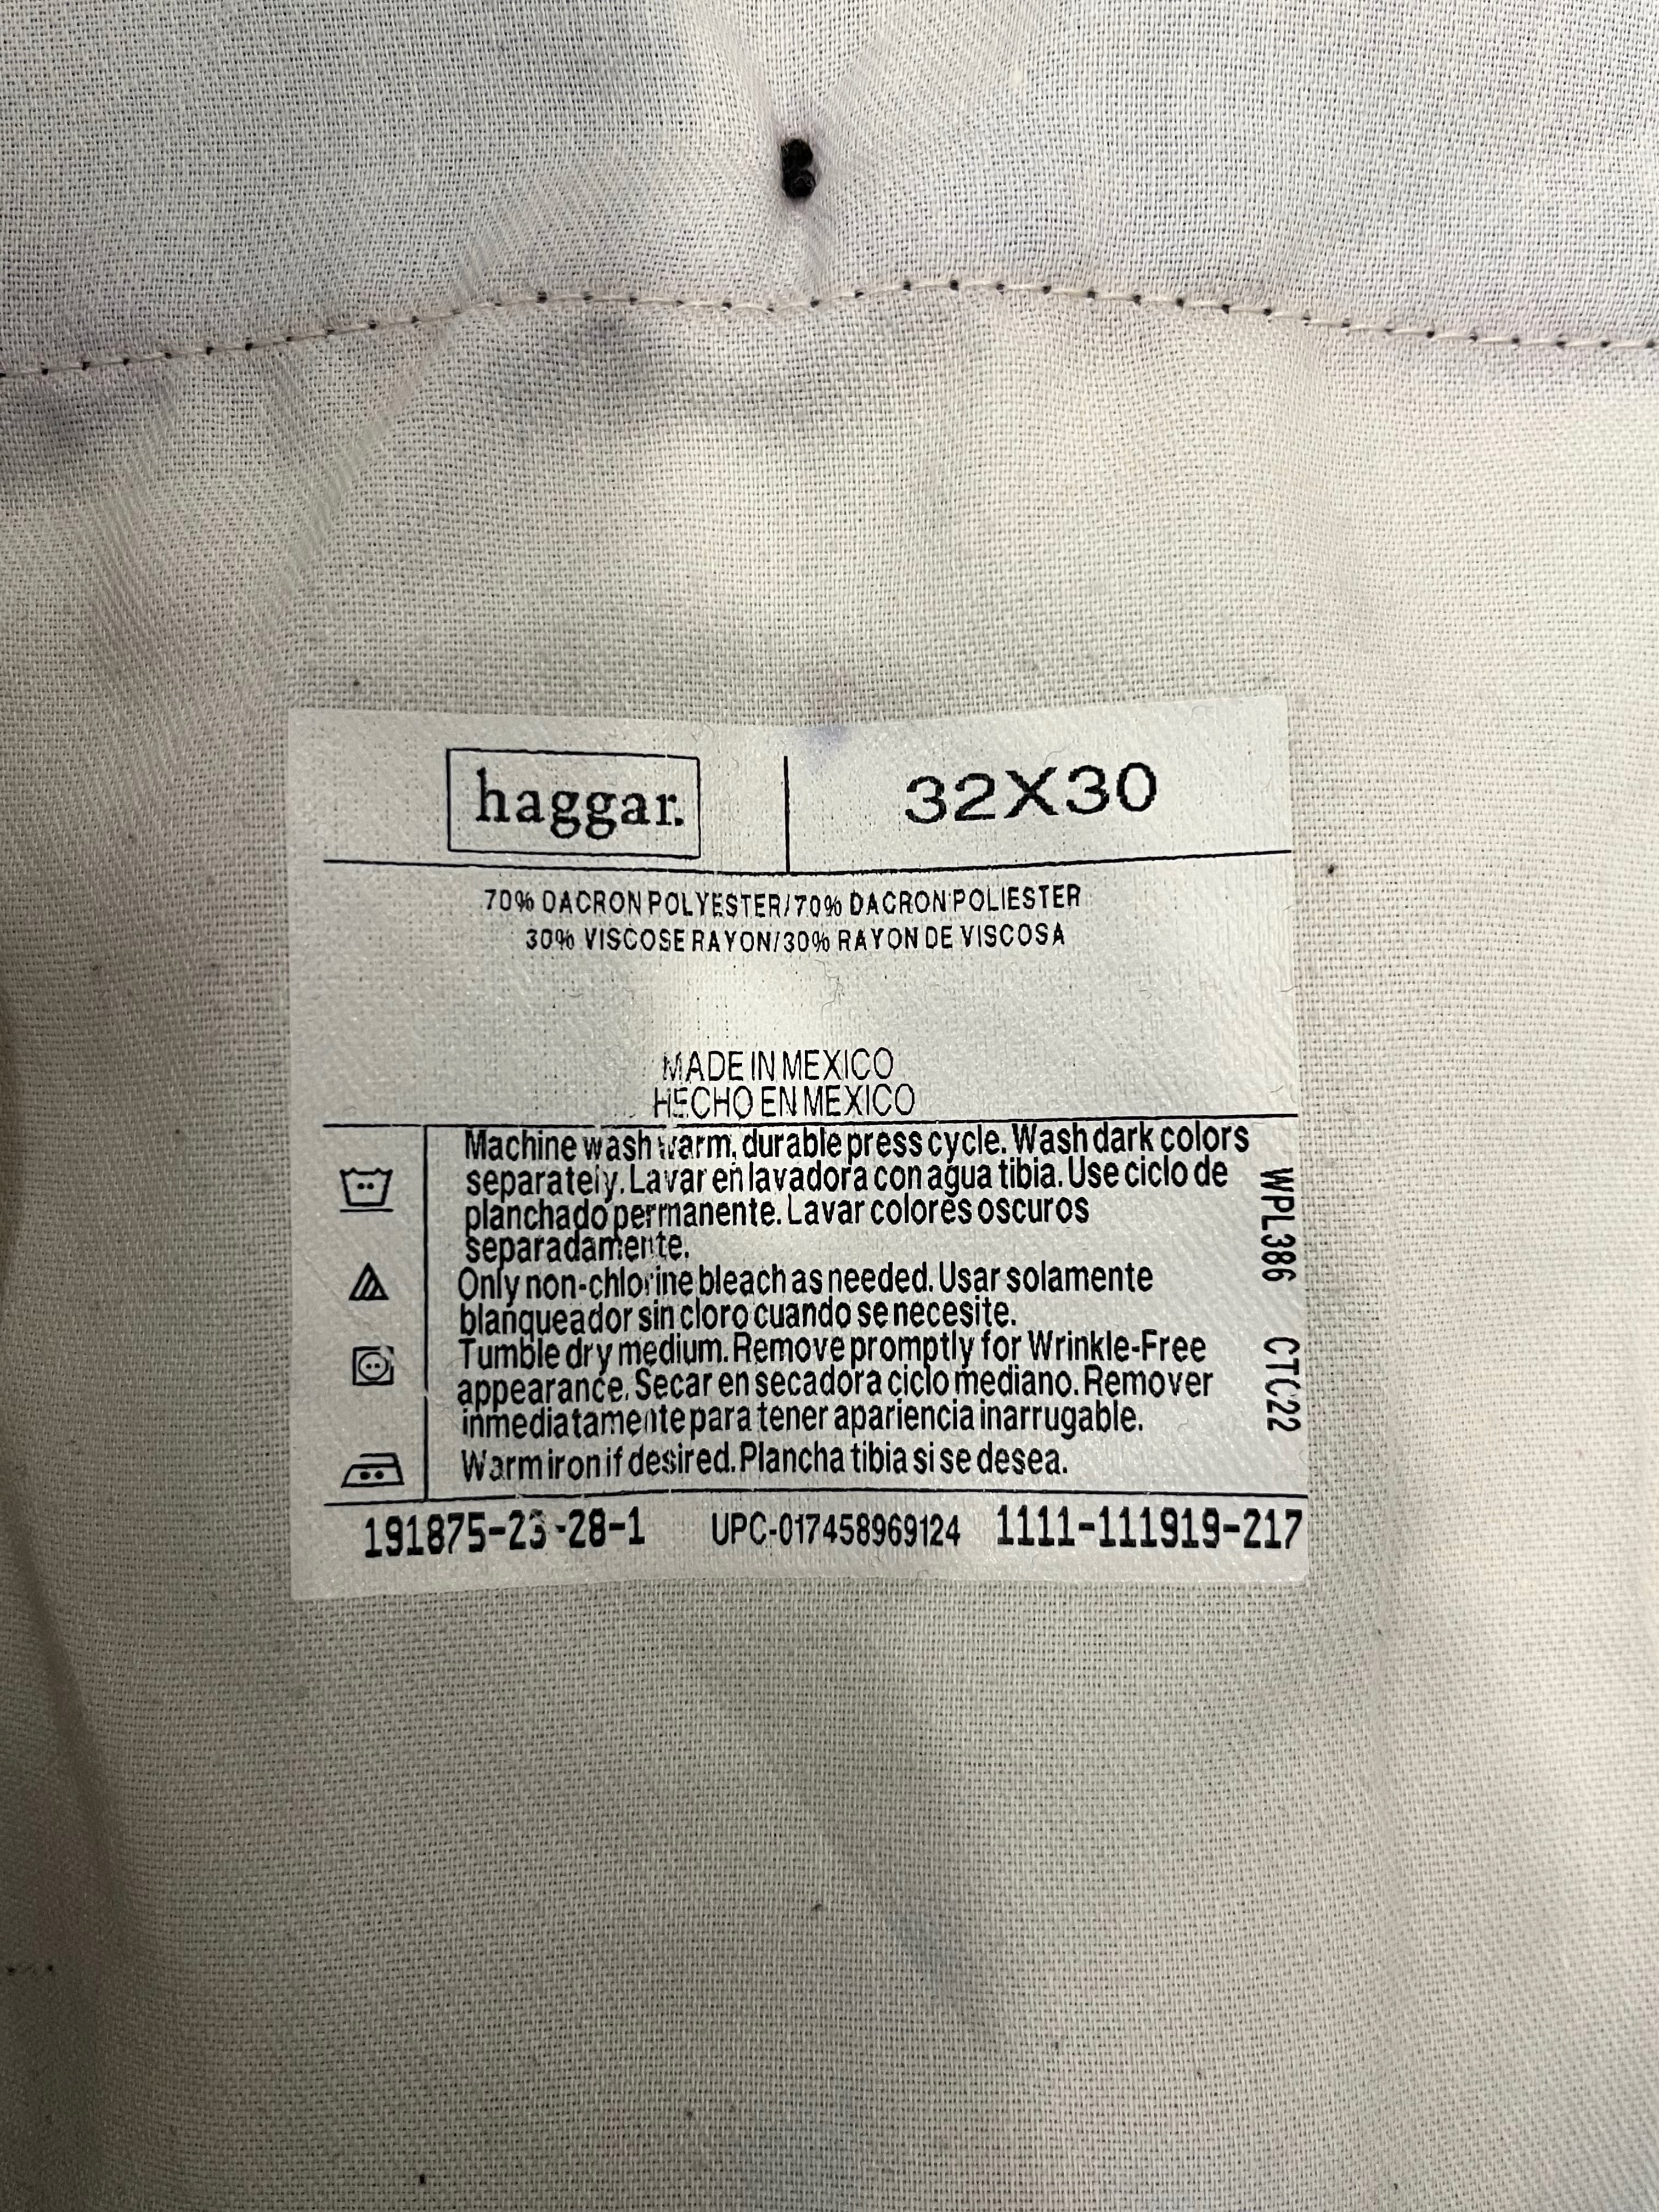 haggar.
32X30
70% DACRON POLYESTER/70% DACRON POLIESTER
30% VISCOSE RAYON/30% RAYON DE VISCOSA
MADE IN MEXICO
HECHO EN MEXICO
Machine wash warm, durable press cycle. Wash dark colors
separately. Lavar en lavadora con agua tibia. Use ciclo de
planchado permanente. Lavar colores oscuros
separadamente.
Only non-chlorine bleach as needed. Usar solamente
blanqueador sin cloro cuando se necesite.
Tumble dry medium. Remove promptly for Wrinkle-Free
appearance. Secar en secadora ciclo mediano. Remover
inmediatamente para tener apariencia inarrugable.
Warm iron if desired. Plancha tibia si se desea.
WPL386 CTC22
191875-23-28-1 UPC-017458969124 1111-111919-217